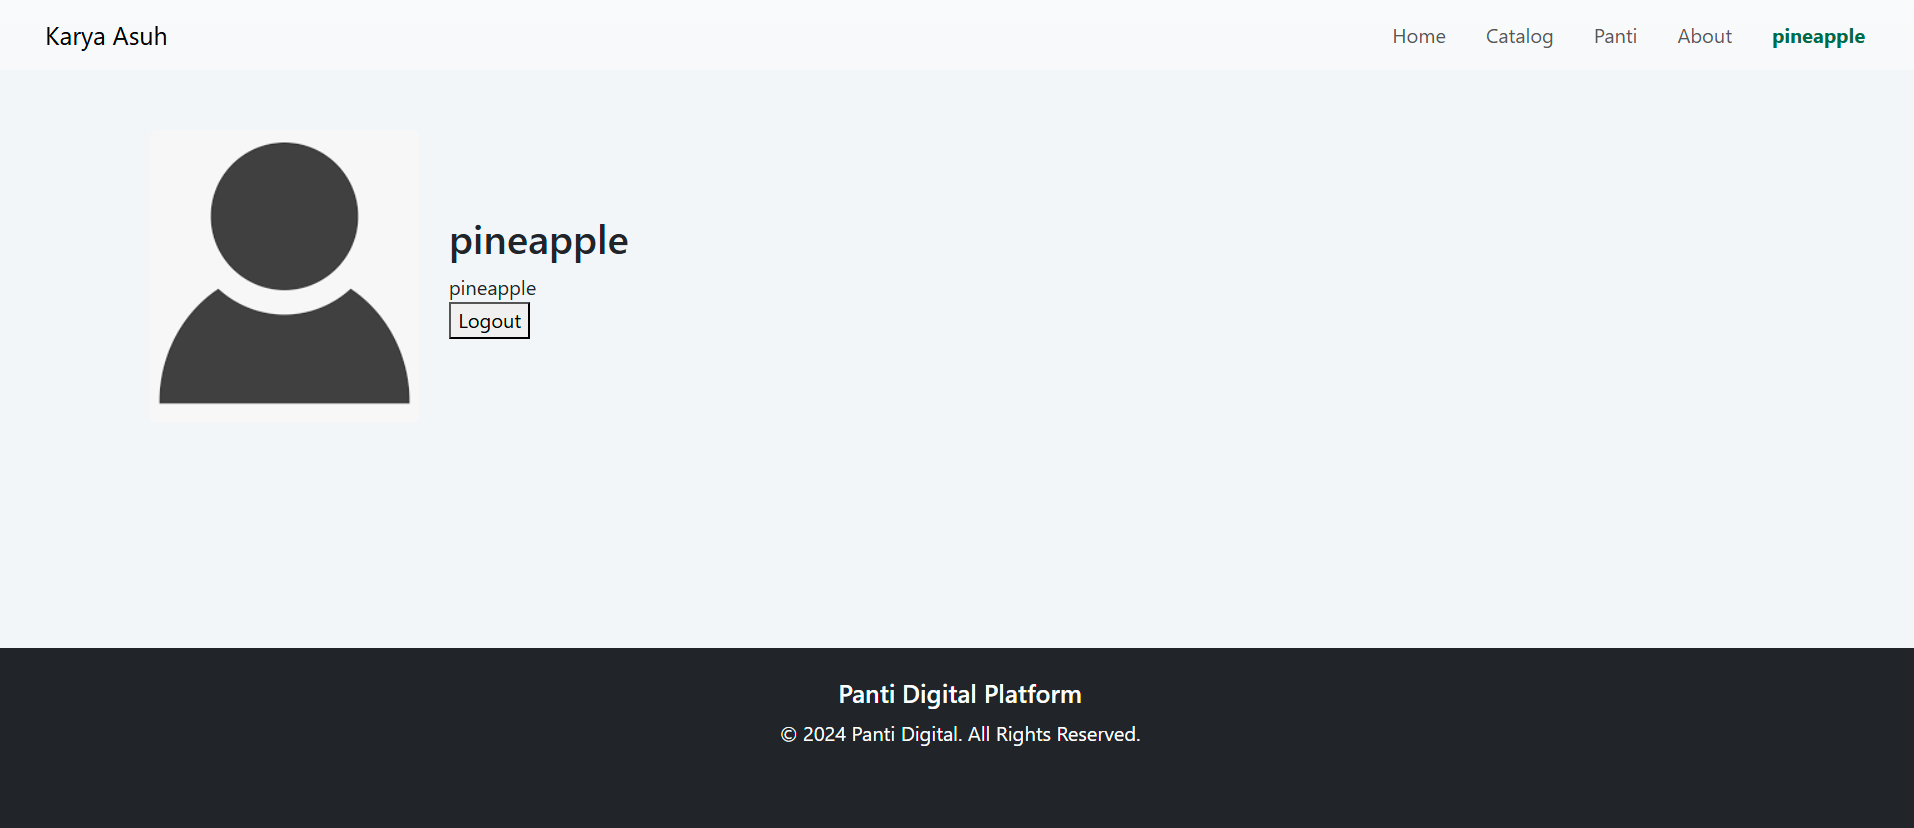 Karya Asuh
Home Catalog Panti About pineapple
pineapple
pineapple
Logout
Panti Digital Platform
© 2024 Panti Digital. All Rights Reserved.